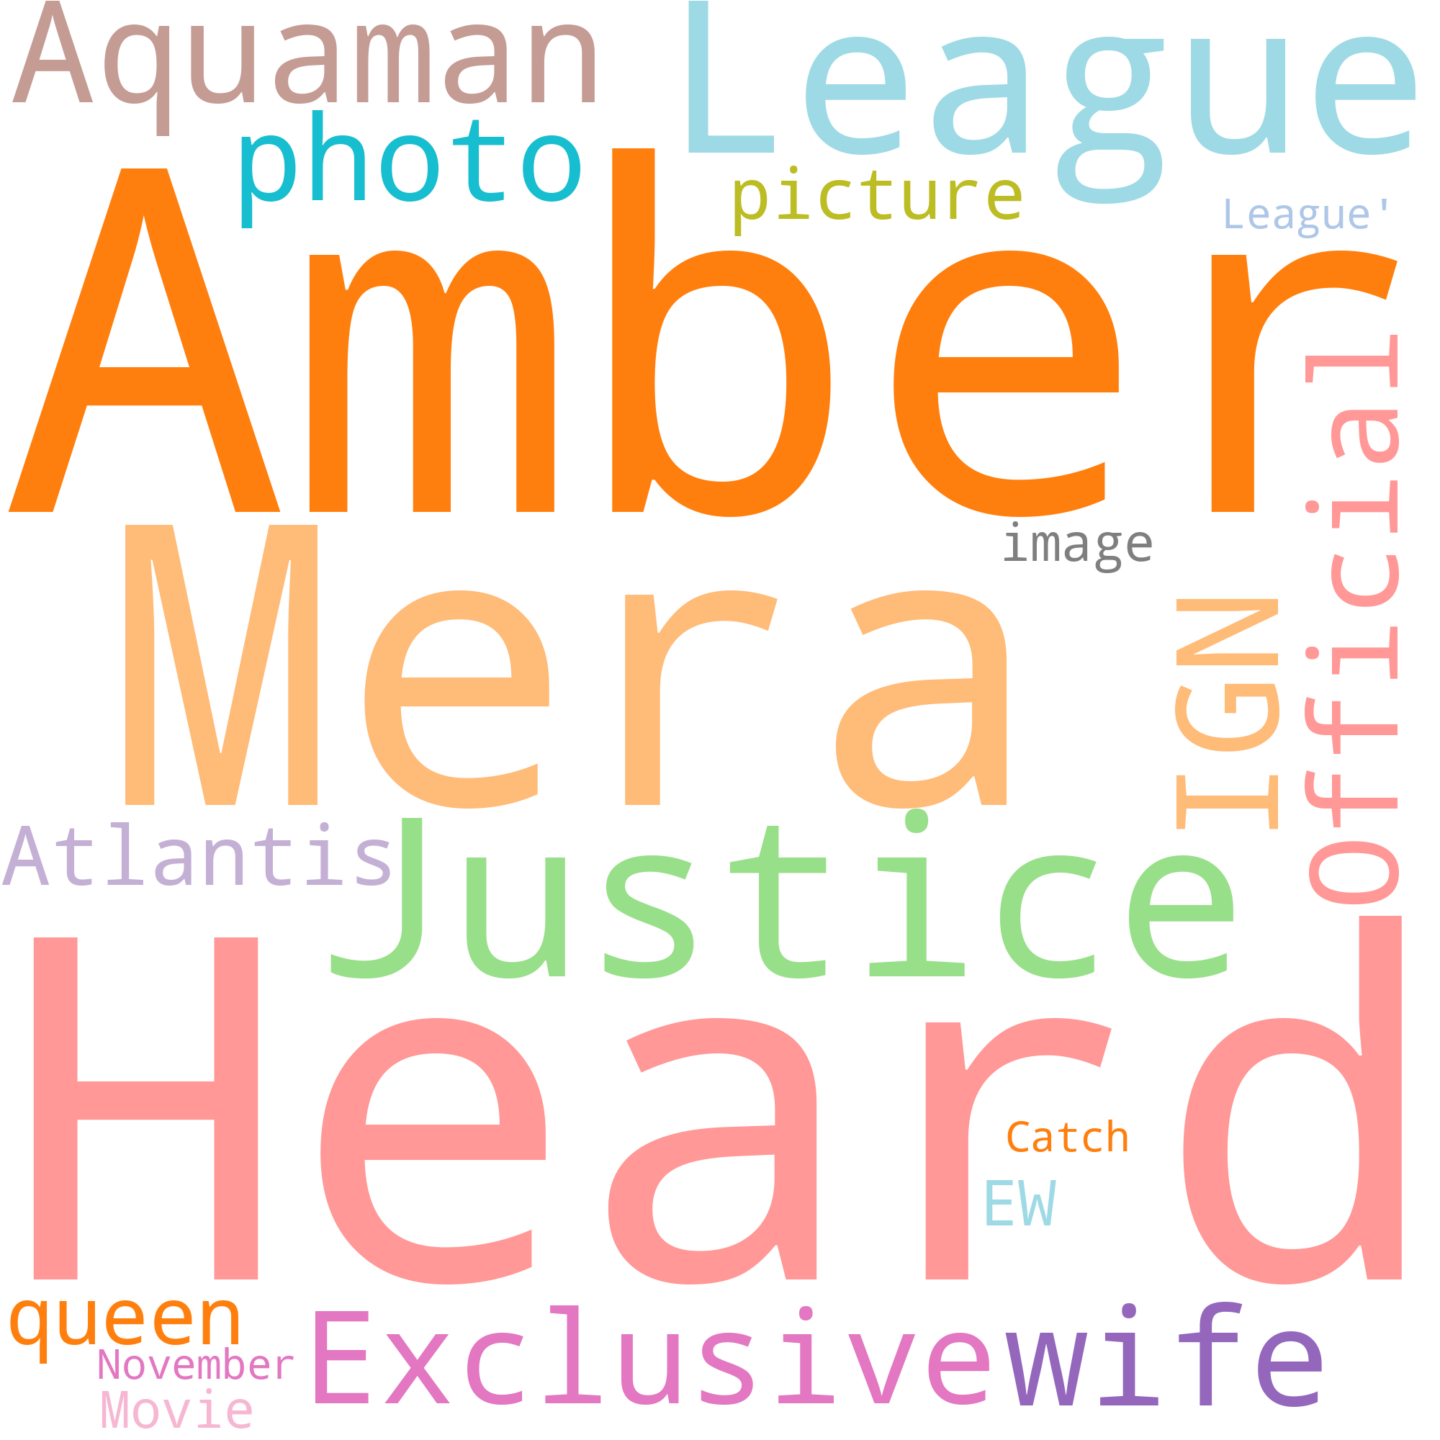 Aquaman
League
photo
picture
League'
Amber
Official
image
Mera
IGN
Atlantis
Justice
Heard
Catch
EW
queen
Exclusive
wife
November
Movie